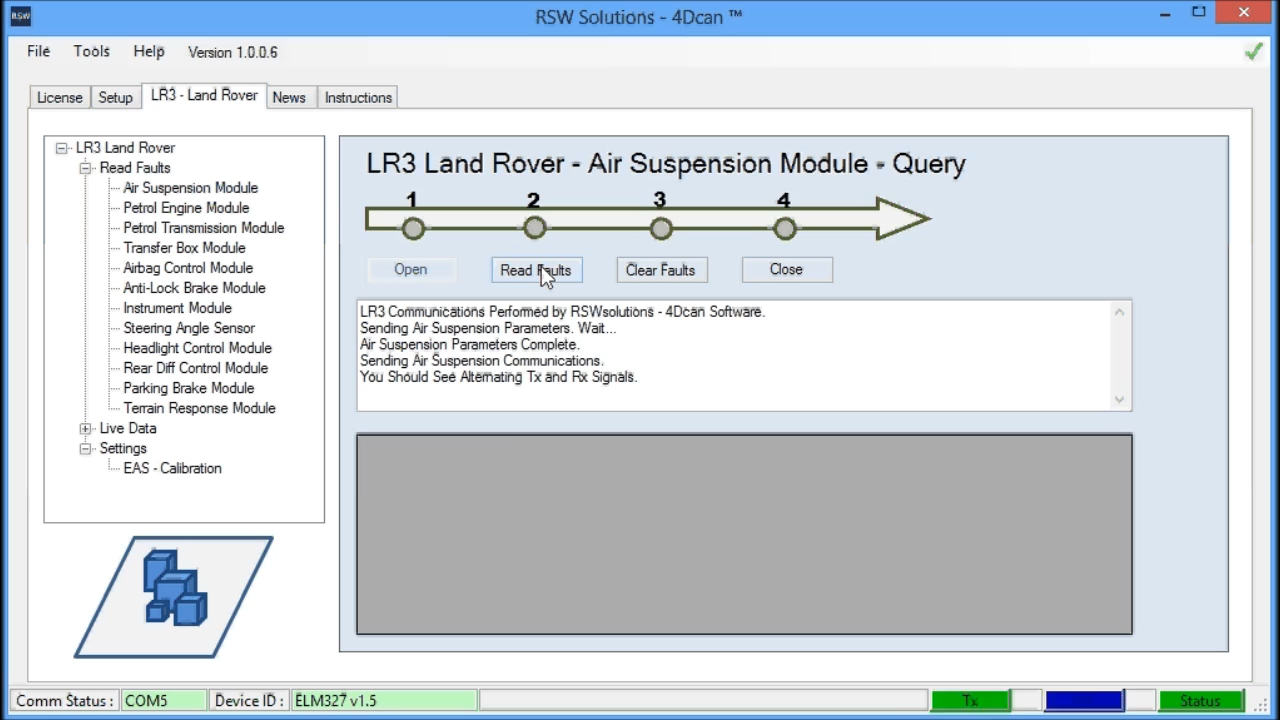 RSW
RSW Solutions - 4Dcan ™
File Tools Help Version 1.0.0.6
License Setup LR3 - Land Rover News Instructions
LR3 Land Rover
Read Faults
Air Suspension Module
Petrol Engine Module
Petrol Transmission Module
Transfer Box Module
Airbag Control Module
Anti-Lock Brake Module
Instrument Module
Steering Angle Sensor
Headlight Control Module
Rear Diff Control Module
Parking Brake Module
Terrain Response Module
Live Data
Settings
EAS - Calibration
LR3 Land Rover - Air Suspension Module - Query
1 2 3 4
Open Read Faults Clear Faults Close
LR3 Communications Performed by RSWsolutions - 4Dcan Software.
Sending Air Suspension Parameters. Wait...
Air Suspension Parameters Complete.
Sending Air Suspension Communications.
You Should See Alternating Tx and Rx Signals.
Comm Status : COM5 Device ID : ELM327 v1.5 Tx Status